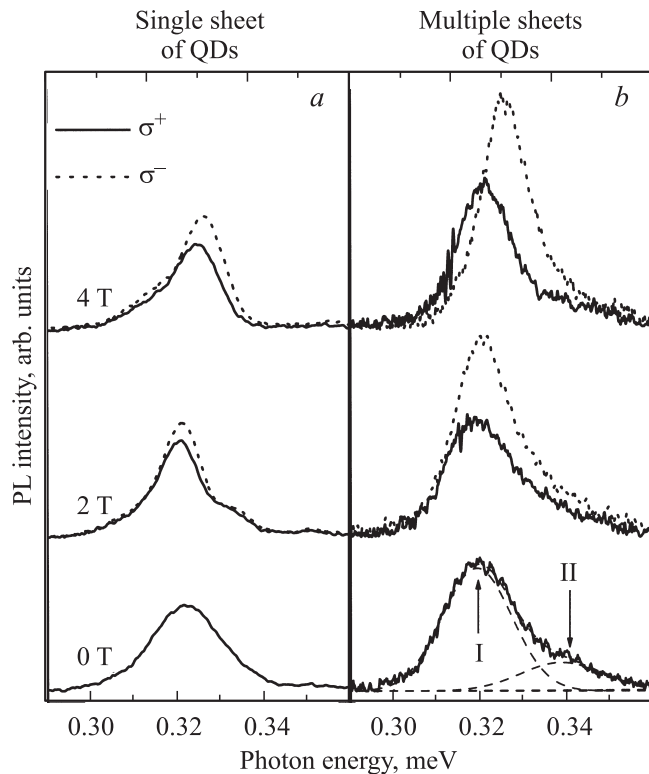 Single sheet of QDs
Multiple sheets of QDs
a
b
σ⁺
σ⁻
4 T
2 T
0 T
I
II
PL intensity, arb. units
0.30 0.32 0.34
0.30 0.32 0.34
Photon energy, meV